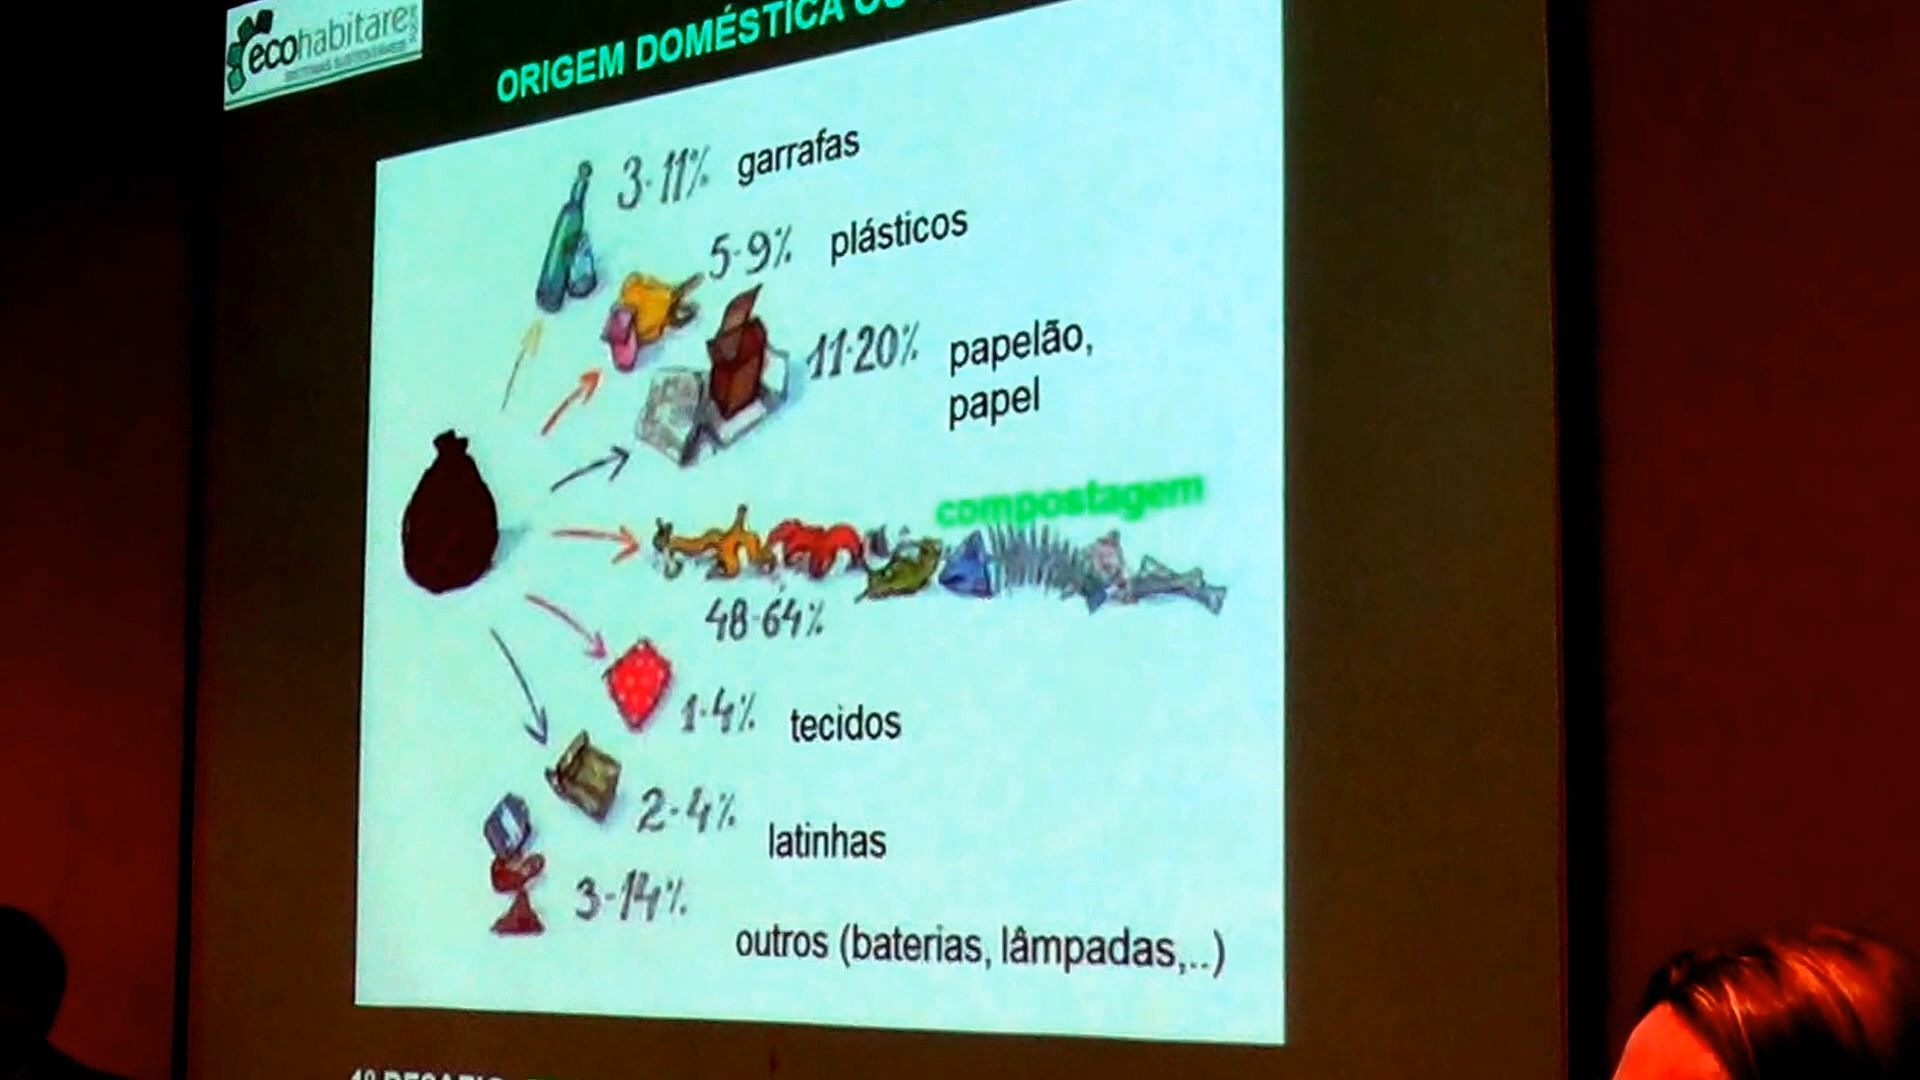 ecohabitare
ORIGEM DOMÉSTICA
3-11% garrafas
5-9% plásticos
11-20% papelão,
papel
compostagem
48-64%
1-4% tecidos
2-4% latinhas
3-14%
outros (baterias, lâmpadas,..)